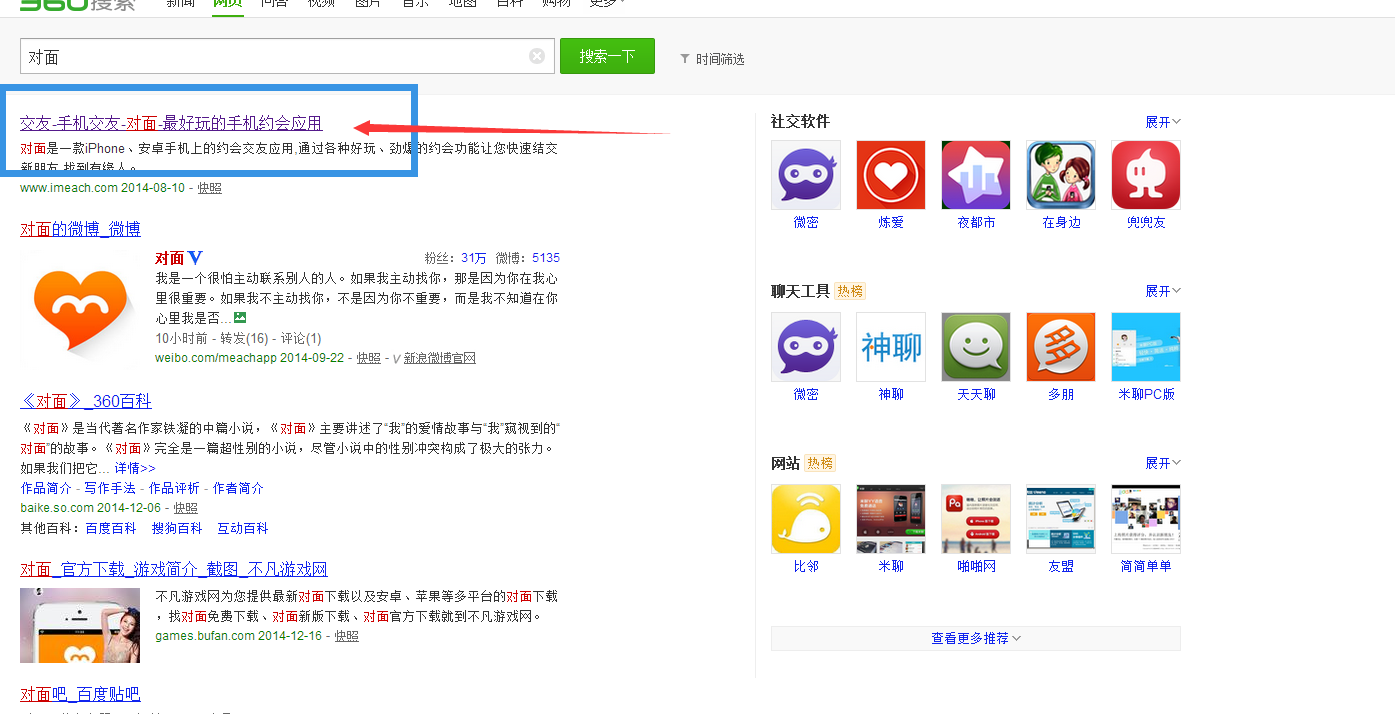 360搜索 新闻 网页 问答 视频 图片 音乐 地图 百科 购物 更多
对面
搜索一下
时间筛选
交友-手机交友-对面-最好玩的手机约会应用
对面是一款iPhone、安卓手机上的约会交友应用,通过各种好玩、劲爆的约会功能让您快速结交
新朋友,找到有缘人。
www.imeach.com 2014-08-10 - 快照
对面的微博_微博
对面 V 粉丝：31万 微博：5135
我是一个很怕主动联系别人的人。如果我主动找你，那是因为你在我心
里很重要。如果我不主动找你，不是因为你不重要，而是我不知道在你
心里我是否...
10小时前 - 转发(16) - 评论(1)
weibo.com/meachapp 2014-09-22 - 快照 - V 新浪微博官网
《对面》_360百科
《对面》是当代著名作家铁凝的中篇小说，《对面》主要讲述了“我”的爱情故事与“我”窥视到的“
对面”的故事。《对面》完全是一篇超性别的小说，尽管小说中的性别冲突构成了极大的张力。
如果我们把它... 详情>>
作品简介 - 写作手法 - 作品评析 - 作者简介
baike.so.com 2014-12-06 - 快照
其他百科：百度百科 搜狗百科 互动百科
对面_官方下载_游戏简介_截图_不凡游戏网
不凡游戏网为您提供最新对面下载以及安卓、苹果等多平台的对面下载
，找对面免费下载、对面新版下载、对面官方下载就到不凡游戏网。
games.bufan.com 2014-12-16 - 快照
对面吧_百度贴吧
社交软件 展开
微密 炼爱 夜都市 在身边 兜兜友
聊天工具 热榜 展开
神聊
多
微密 神聊 天天聊 多朋 米聊PC版
网站 热榜 展开
比邻 米聊 啪啪网 友盟 简简单单
查看更多推荐